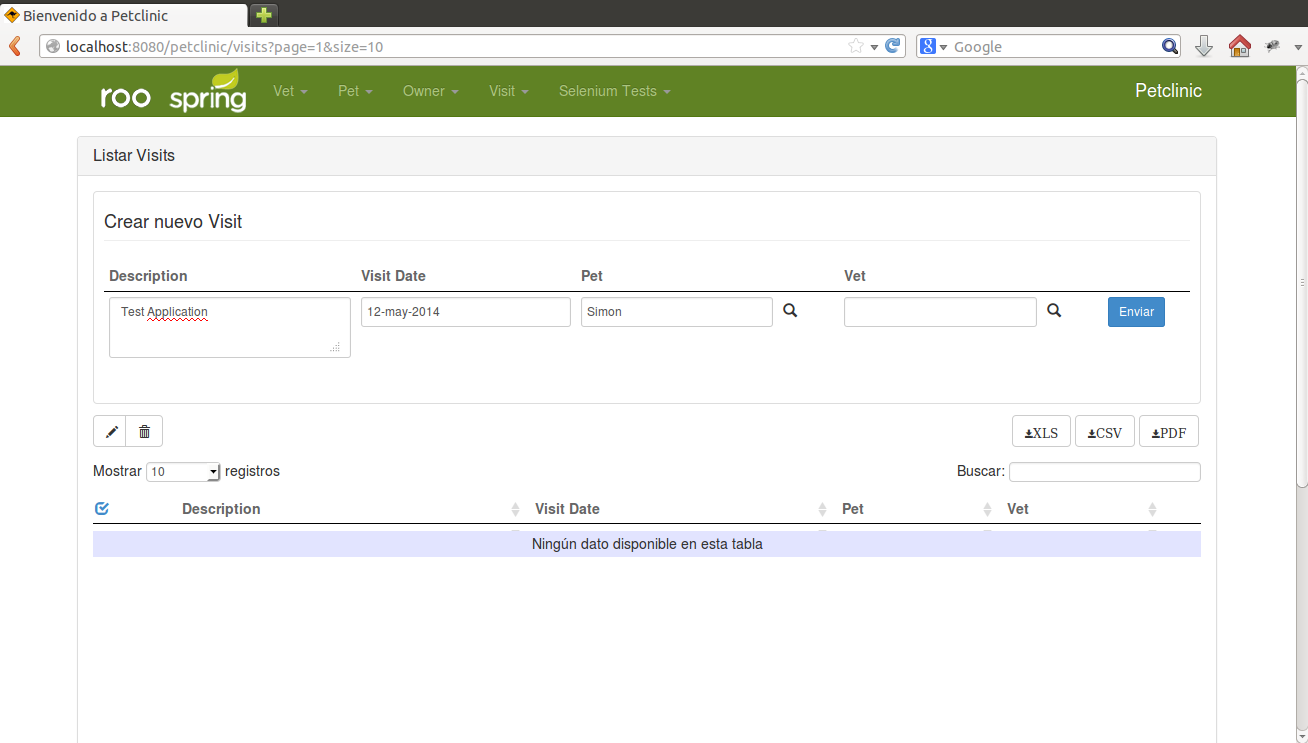 Bienvenido a Petclinic
localhost:8080/petclinic/visits?page=1&size=10
8 Google
roo spring Vet Pet Owner Visit Selenium Tests Petclinic
Listar Visits
Crear nuevo Visit
Description Visit Date Pet Vet
Test Application 12-may-2014 Simon Enviar
XLS CSV PDF
Mostrar 10 registros Buscar:
Description Visit Date Pet Vet
Ningún dato disponible en esta tabla